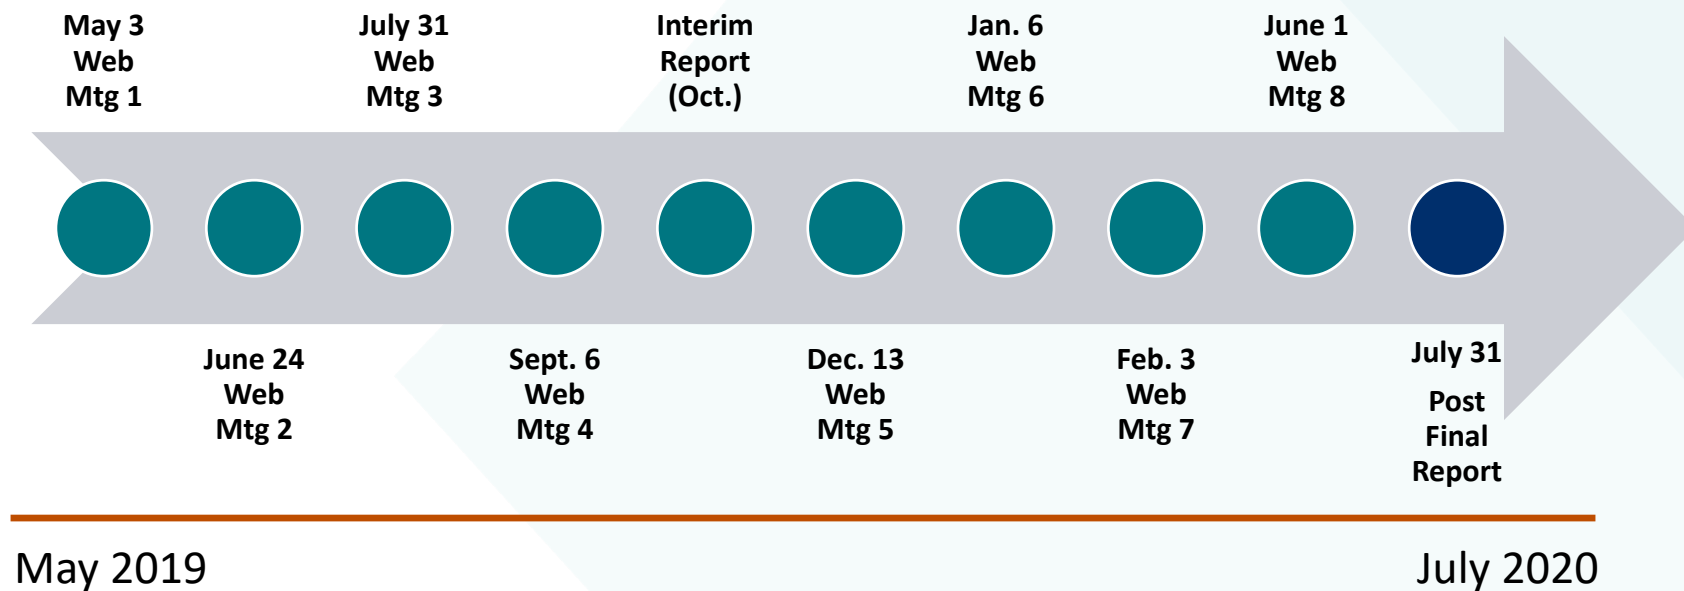 May 3
Web
Mtg 1
July 31
Web
Mtg 3
Interim
Report
(Oct.)
Jan. 6
Web
Mtg 6
June 1
Web
Mtg 8
June 24
Web
Mtg 2
Sept. 6
Web
Mtg 4
Dec. 13
Web
Mtg 5
Feb. 3
Web
Mtg 7
July 31
Post
Final
Report
May 2019
July 2020